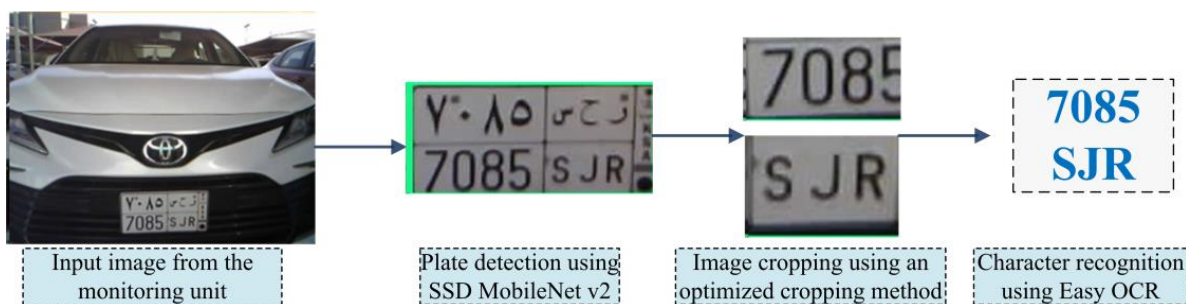 ٧٠٨٥ س ح ر
7085 SJR
٧٠٨٥
7085 SJR
7085
SJR
7085
SJR
Input image from the
monitoring unit
Plate detection using
SSD MobileNet v2
Image cropping using an
optimized cropping method
Character recognition
using Easy OCR